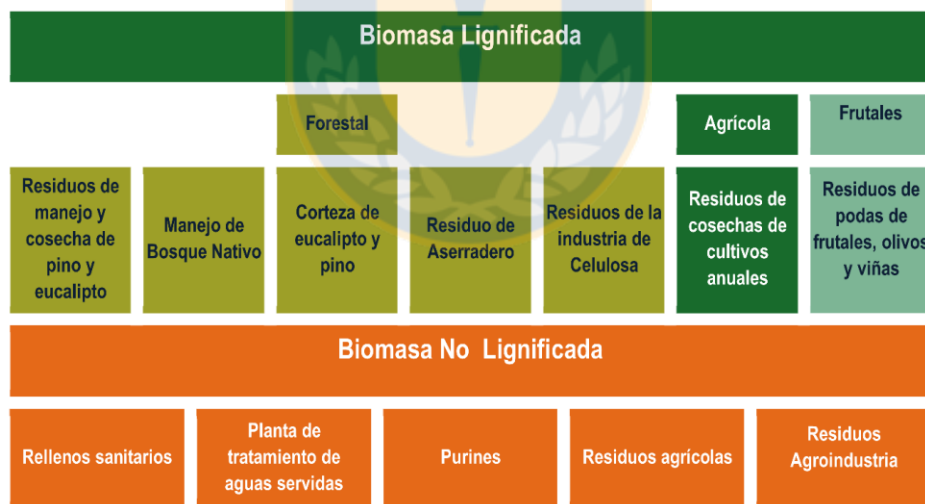 Biomasa Lignificada
Forestal
Agrícola
Frutales
Residuos de
manejo y
cosecha de
pino y
eucalipto
Manejo de
Bosque Nativo
Corteza de
eucalipto y
pino
Residuo de
Aserradero
Residuos de la
industria de
Celulosa
Residuos de
cosechas de
cultivos
anuales
Residuos de
podas de
frutales, olivos
y viñas
Biomasa No Lignificada
Rellenos sanitarios
Planta de
tratamiento de
aguas servidas
Purines
Residuos agrícolas
Residuos
Agroindustria